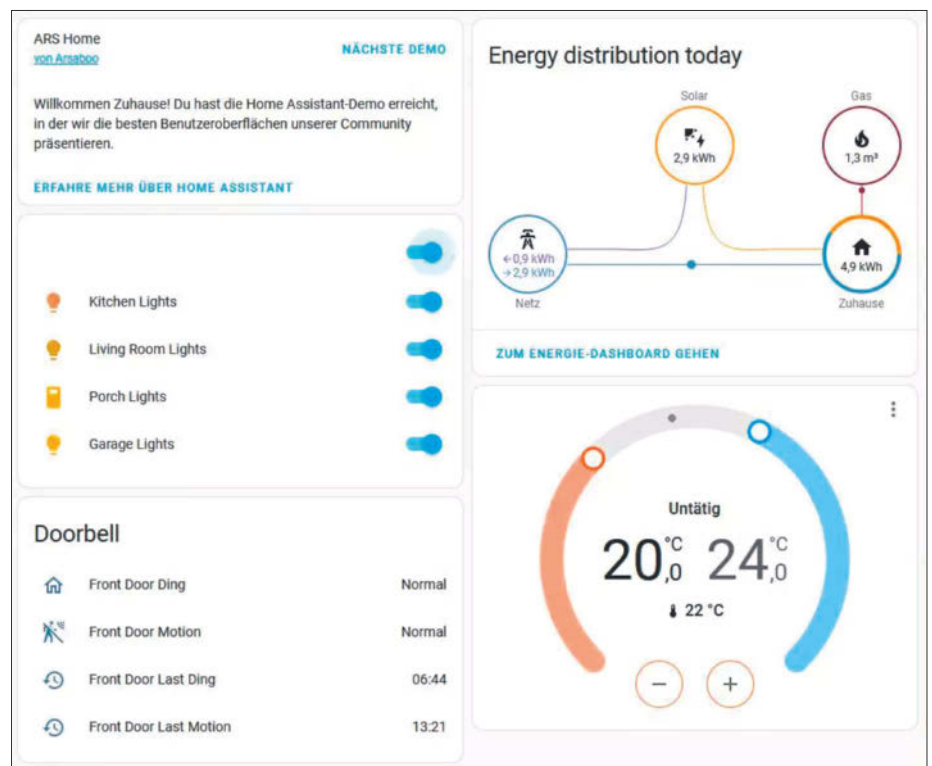 ARS Home
von Arsaboo
NÄCHSTE DEMO
Willkommen Zuhause! Du hast die Home Assistant-Demo erreicht,
in der wir die besten Benutzeroberflächen unserer Community
präsentieren.
ERFAHRE MEHR ÜBER HOME ASSISTANT
Kitchen Lights
Living Room Lights
Porch Lights
Garage Lights
Doorbell
Front Door Ding Normal
Front Door Motion Normal
Front Door Last Ding 06:44
Front Door Last Motion 13:21
Energy distribution today
Solar
2,9 kWh
Gas
1,3 m³
←0,9 kWh
→2,9 kWh
Netz
4,9 kWh
Zuhause
ZUM ENERGIE-DASHBOARD GEHEN
Untätig
20,0 °C 24,0 °C
22 °C